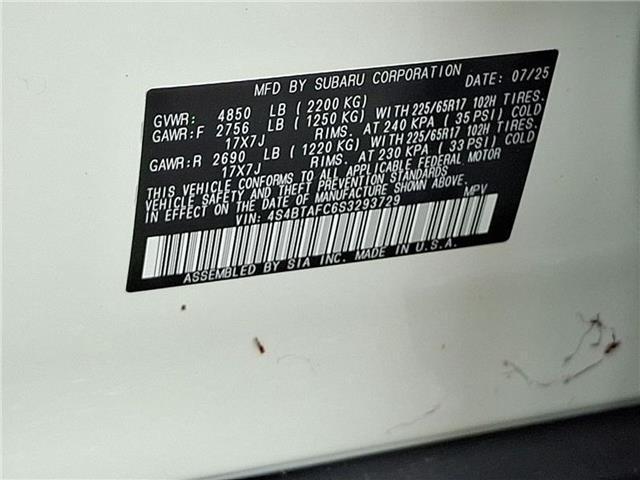 MFD BY SUBARU CORPORATION DATE: 07/25
GVWR: 4850 LB (2200 KG)
GAWR:F 2756 LB (1250 KG) WITH 225/65R17 102H TIRES.
17X7J RIMS. AT 240 KPA (35 PSI) COLD
GAWR:R 2690 LB (1220 KG) WITH 225/65R17 102H TIRES.
17X7J RIMS. AT 230 KPA (33 PSI) COLD
THIS VEHICLE CONFORMS TO ALL APPLICABLE FEDERAL MOTOR
VEHICLE SAFETY AND THEFT PREVENTION STANDARDS
IN EFFECT ON THE DATE OF MANUFACTURE SHOWN ABOVE.
VIN: 4S4BTAFC6S3293729 MPV
ASSEMBLED BY SIA INC. MADE IN U.S.A.